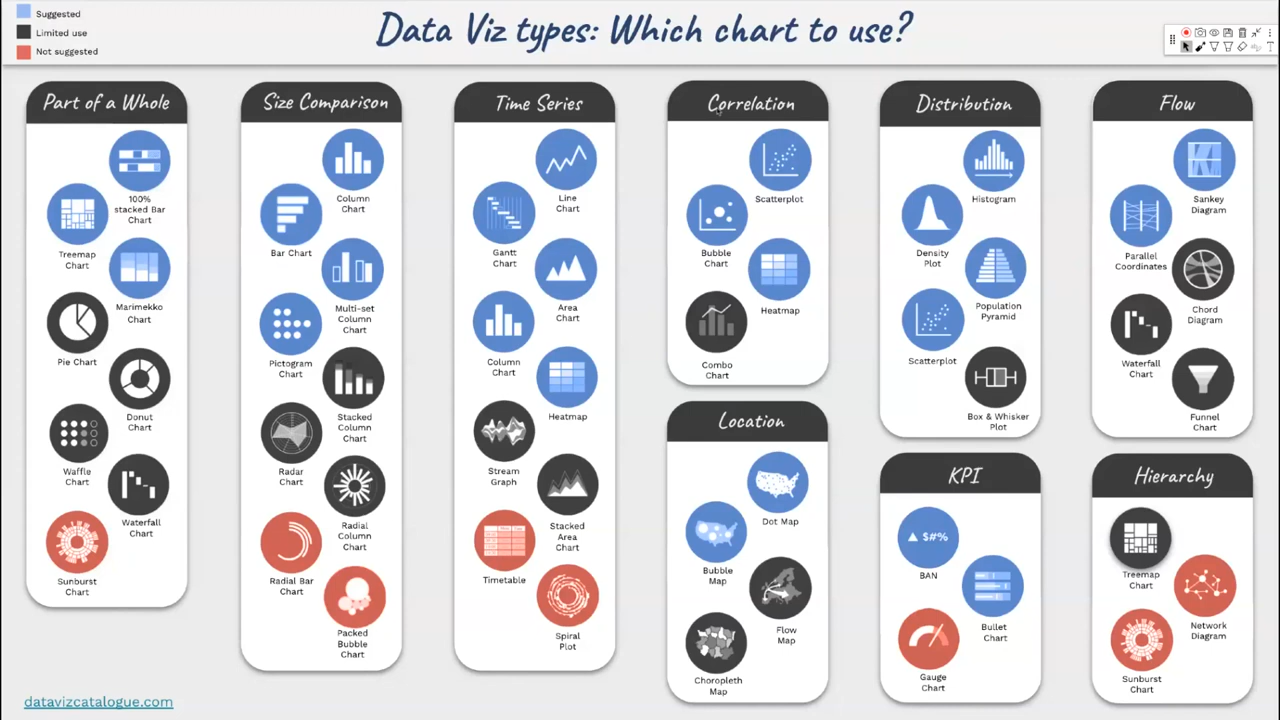 Suggested
Limited use
Not suggested
Data Viz types: Which chart to use?
Part of a Whole
100%
stacked Bar
Chart
Treemap
Chart
Marimekko
Chart
Pie Chart
Donut
Chart
Waffle
Chart
Waterfall
Chart
Sunburst
Chart
Size Comparison
Column
Chart
Bar Chart
Multi-set
Column
Chart
Pictogram
Chart
Stacked
Column
Chart
Radar
Chart
Radial
Column
Chart
Radial Bar
Chart
Packed
Bubble
Chart
Time Series
Line
Chart
Gantt
Chart
Area
Chart
Column
Chart
Heatmap
Stream
Graph
Stacked
Area
Chart
Timetable
Spiral
Plot
Correlation
Scatterplot
Bubble
Chart
Heatmap
Combo
Chart
Location
Dot Map
Bubble
Map
Flow
Map
Choropleth
Map
Distribution
Histogram
Density
Plot
Population
Pyramid
Scatterplot
Box & Whisker
Plot
KPI
▲ $#%
BAN
Bullet
Chart
Gauge
Chart
Flow
Sankey
Diagram
Parallel
Coordinates
Chord
Diagram
Waterfall
Chart
Funnel
Chart
Hierarchy
Treemap
Chart
Network
Diagram
Sunburst
Chart
datavizcatalogue.com